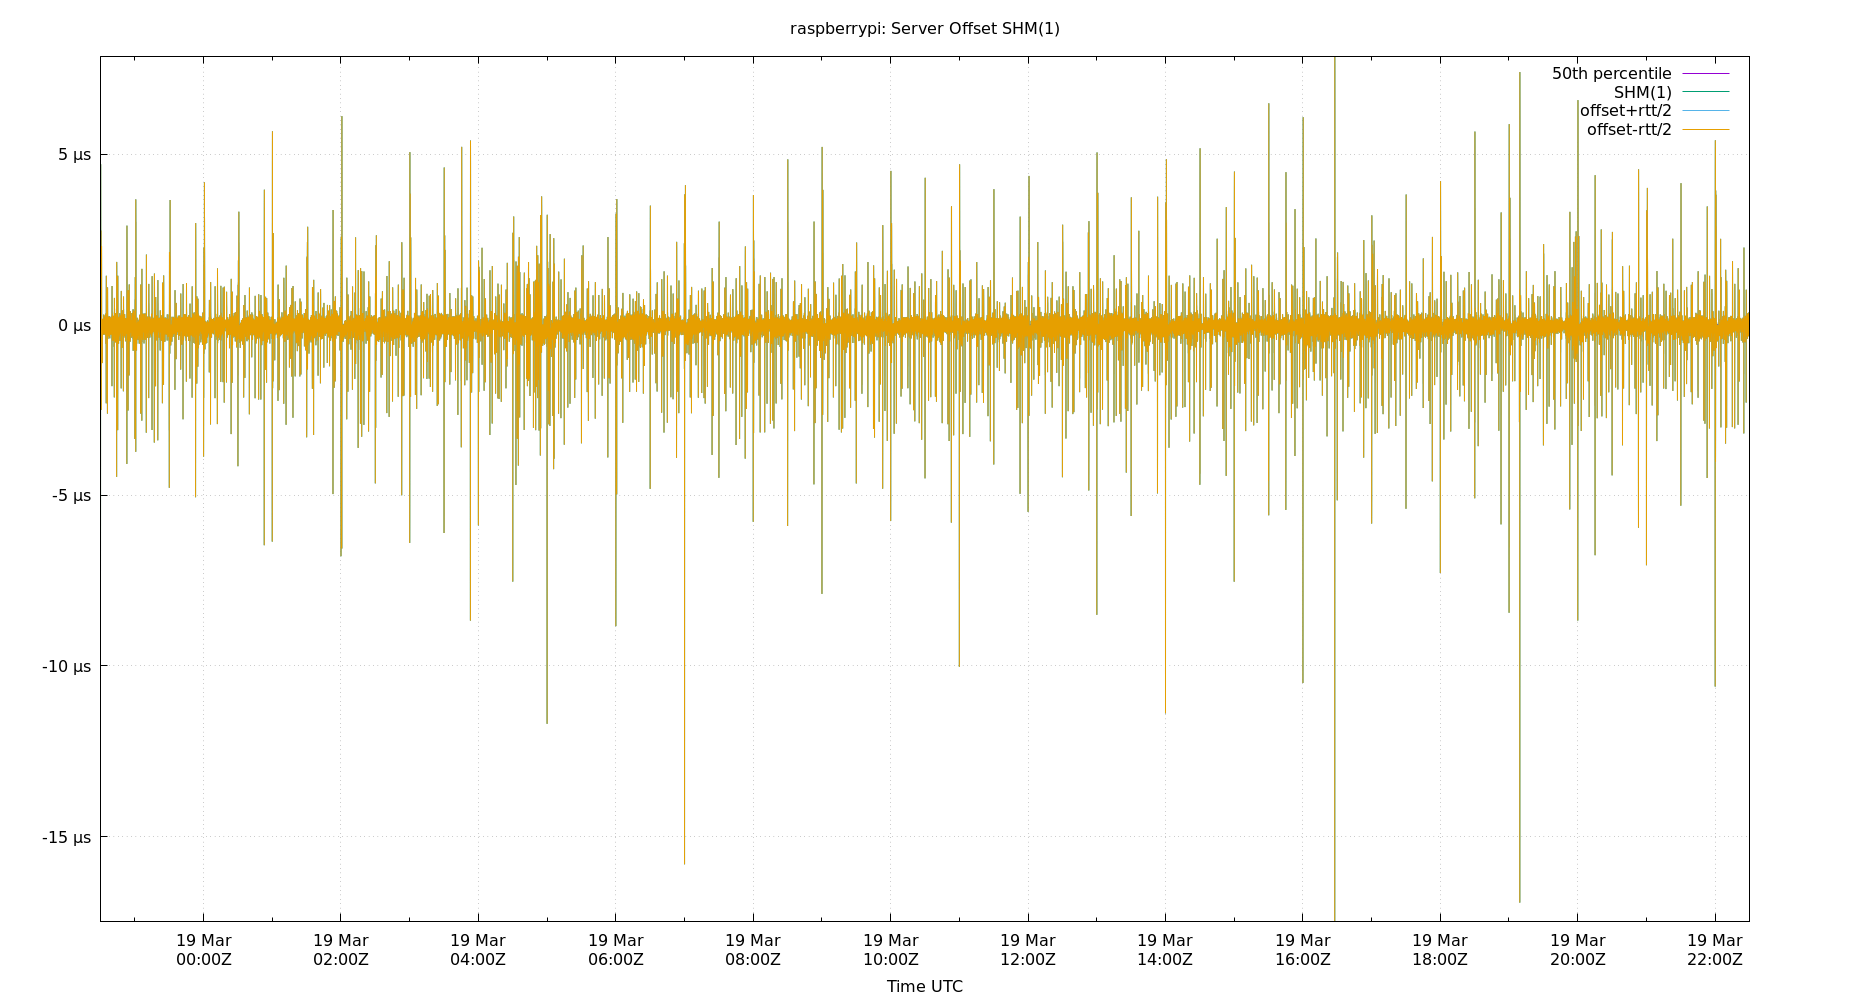 raspberrypi: Server Offset SHM(1)
50th percentile
SHM(1)
offset+rtt/2
offset-rtt/2
5 µs
0 µs
-5 µs
-10 µs
-15 µs
19 Mar 19 Mar 19 Mar 19 Mar 19 Mar 19 Mar 19 Mar 19 Mar 19 Mar 19 Mar 19 Mar 19 Mar
00:00Z 02:00Z 04:00Z 06:00Z 08:00Z 10:00Z 12:00Z 14:00Z 16:00Z 18:00Z 20:00Z 22:00Z
Time UTC